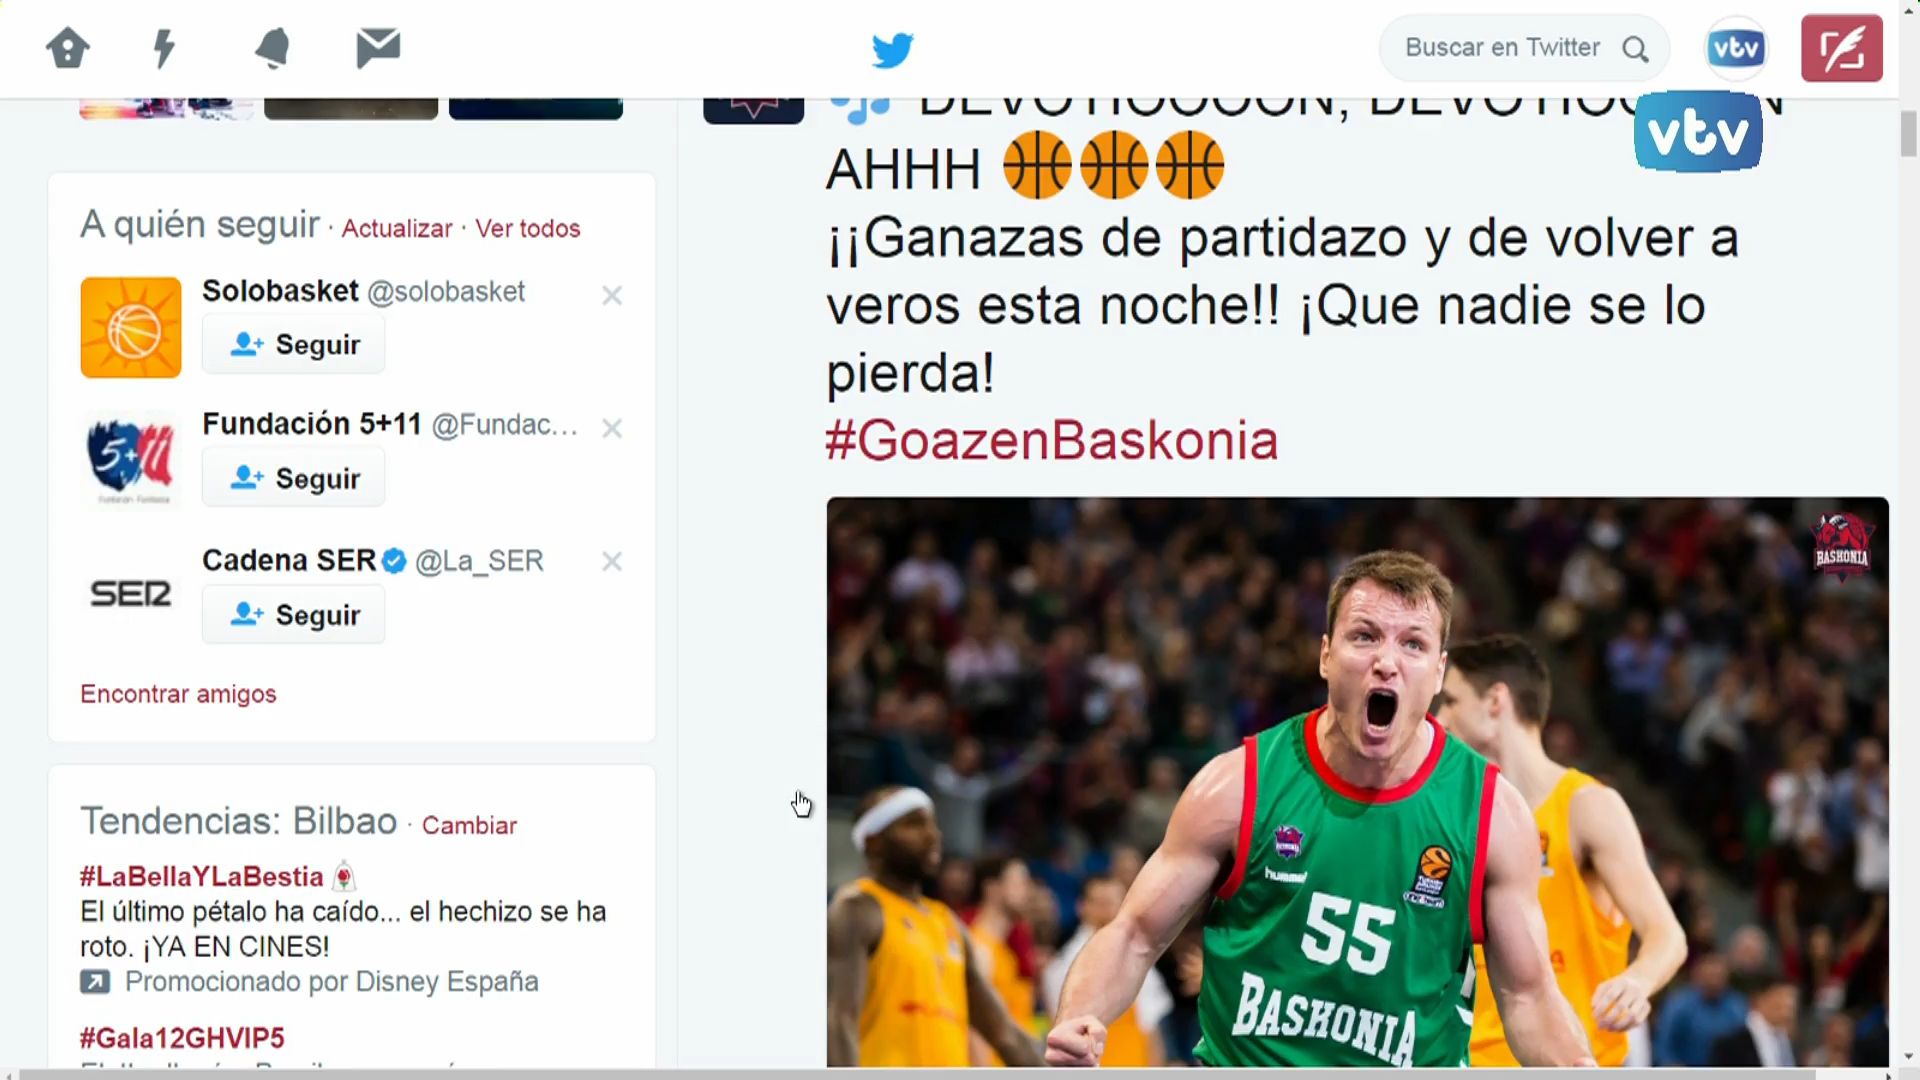 Buscar en Twitter
vtv
vtv
A quién seguir · Actualizar · Ver todos
Solobasket @solobasket
Seguir
Fundación 5+11 @Fundac...
5+11
Seguir
Cadena SER @La_SER
SER
Seguir
Encontrar amigos
Tendencias: Bilbao · Cambiar
#LaBellaYLaBestia
El último pétalo ha caído... el hechizo se ha
roto. ¡YA EN CINES!
Promocionado por Disney España
#Gala12GHVIP5
AHHH
¡¡Ganazas de partidazo y de volver a
veros esta noche!! ¡Que nadie se lo
pierda!
#GoazenBaskonia
BASKONIA
hummel
55
BASKONIA